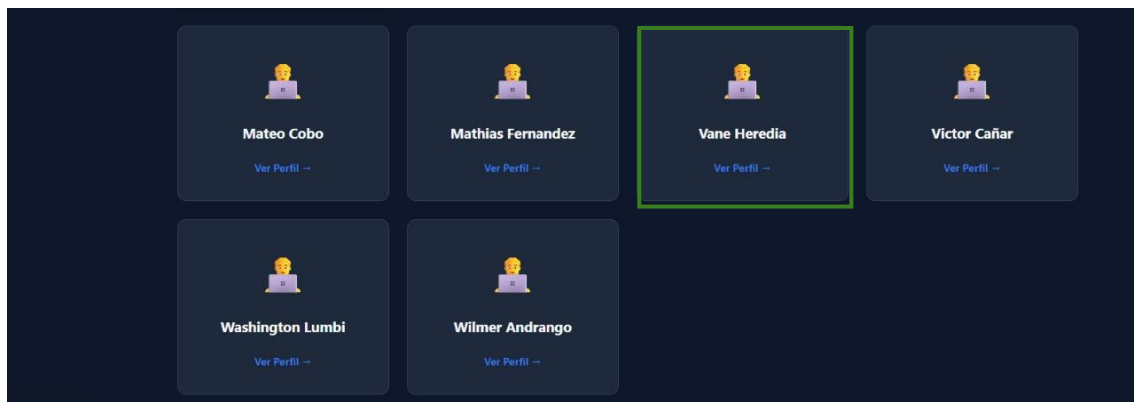 Mateo Cobo
Ver Perfil →
Mathias Fernandez
Ver Perfil →
Vane Heredia
Ver Perfil →
Victor Cañar
Ver Perfil →
Washington Lumbi
Ver Perfil →
Wilmer Andrango
Ver Perfil →